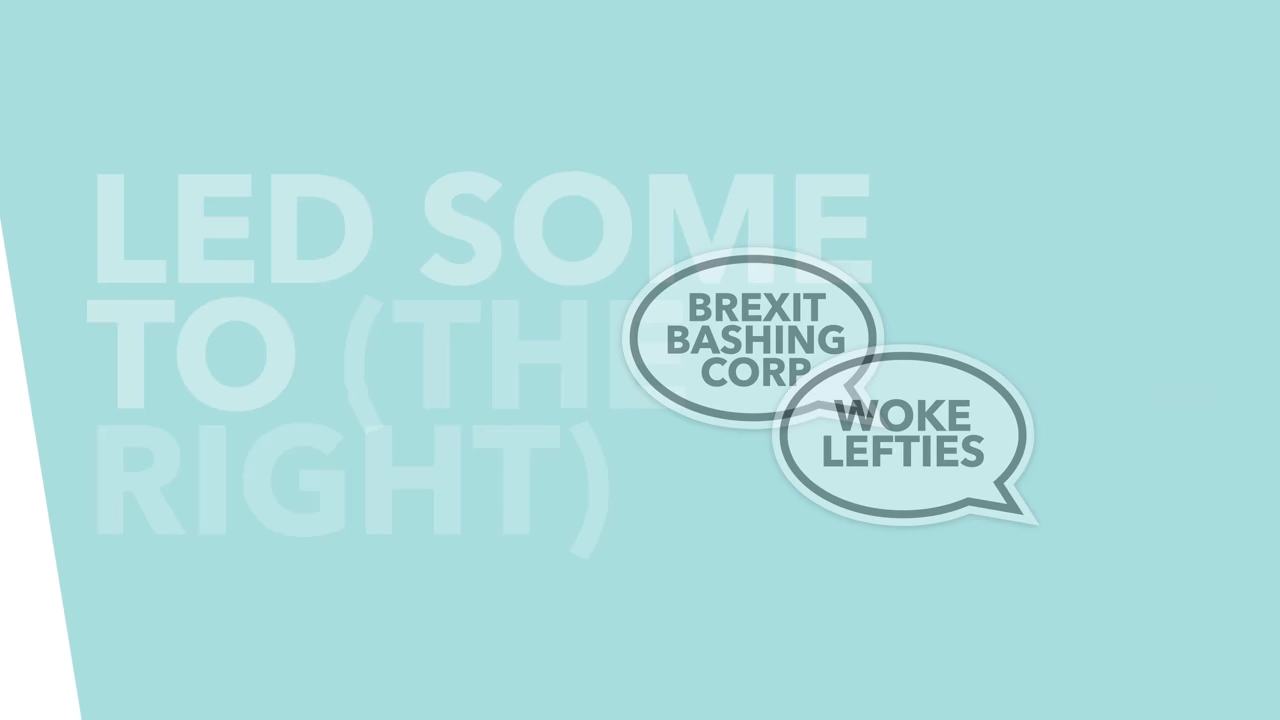 LED SOME
TO (THE
RIGHT)
BREXIT
BASHING
CORP
WOKE
LEFTIES